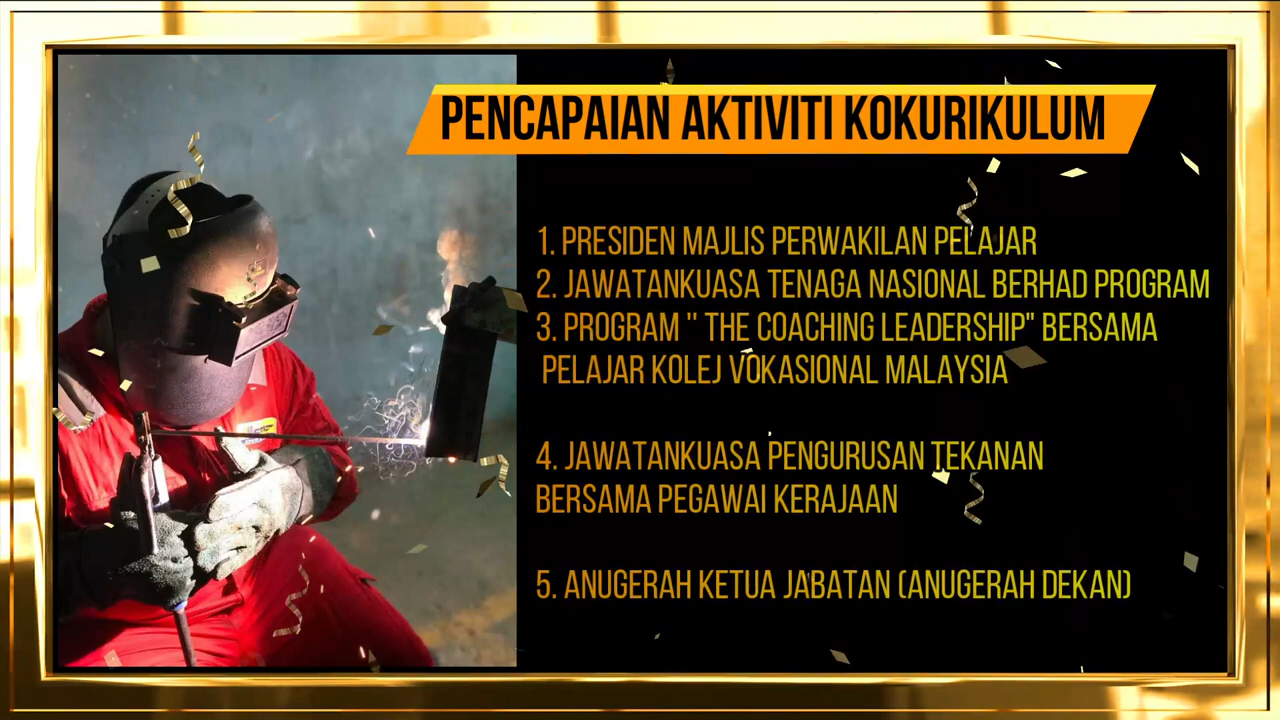 PENCAPAIAN AKTIVITI KOKURIKULUM
1. PRESIDEN MAJLIS PERWAKILAN PELAJAR
2. JAWATANKUASA TENAGA NASIONAL BERHAD PROGRAM
3. PROGRAM " THE COACHING LEADERSHIP" BERSAMA
PELAJAR KOLEJ VOKASIONAL MALAYSIA
4. JAWATANKUASA PENGURUSAN TEKANAN
BERSAMA PEGAWAI KERAJAAN
5. ANUGERAH KETUA JABATAN (ANUGERAH DEKAN)